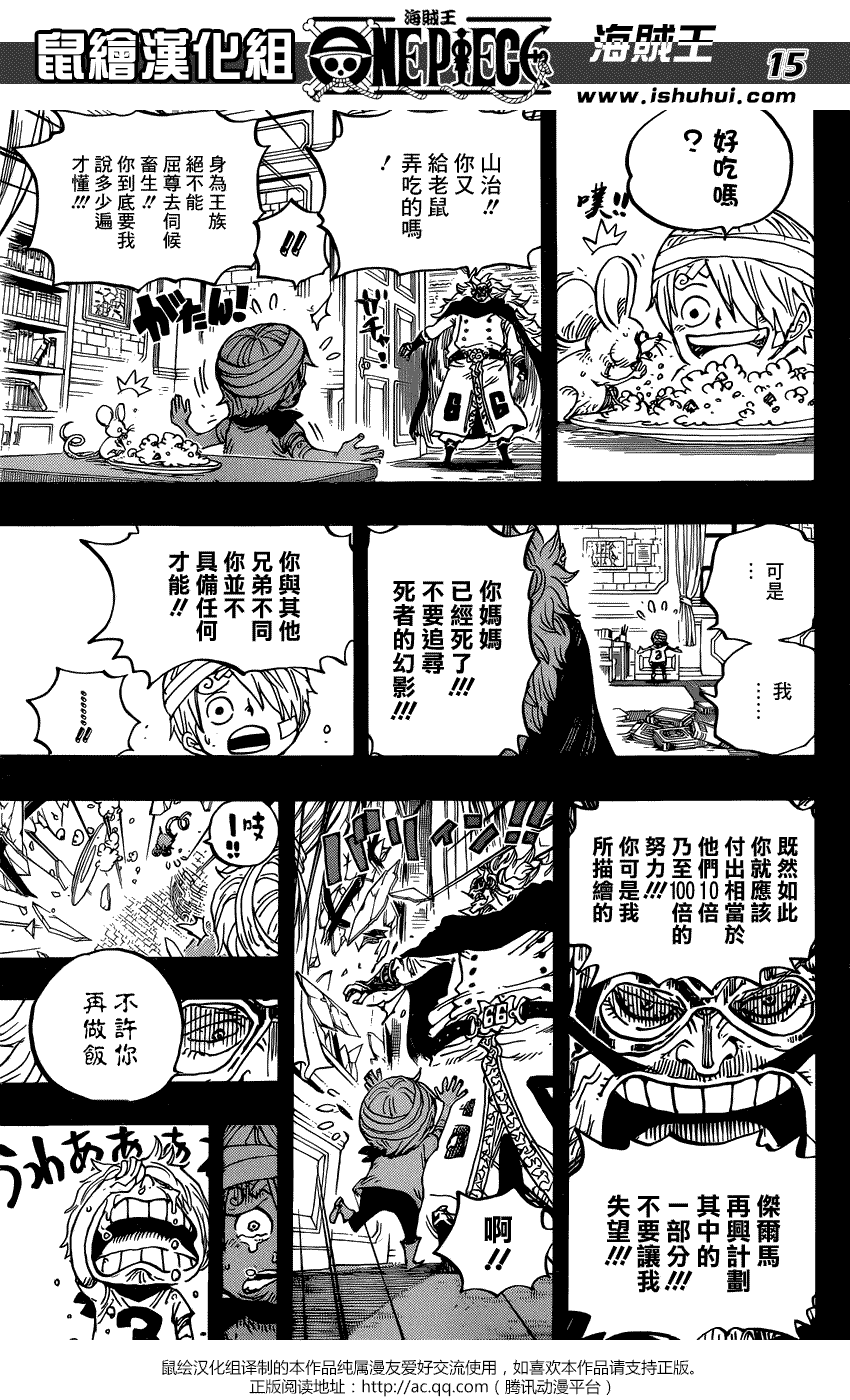 鼠繪漢化組
海賊王
ONE PIECE
海賊王
15
www.ishuhui.com
好吃嗎
?
噗!!
山治!!
你又
給老鼠
弄吃的嗎
!
ガチャ!
!!
がたん!
身為王族
絕不能
屈尊去伺候
畜生!!
你到底要我
說多少遍
才懂!!!
可是
……
我
……
3
你媽媽
已經死了!!!
不要追尋
死者的幻影!!!
你與其他
兄弟不同
你並不
具備任何
才能!!
………!!
既然如此
你就應該
付出相當於
他們10倍
乃至100倍的
努力!!!
你可是我
所描繪的
傑爾馬
再興計劃
其中的
一部分!!!
不要讓我
失望!!!
バリィン!!
66
啊!!
吱
ー!!
不許你
再做飯
うわあああ
3
鼠绘汉化组译制的本作品纯属漫友爱好交流使用，如喜欢本作品请支持正版。
正版阅读地址：http://ac.qq.com（腾讯动漫平台）